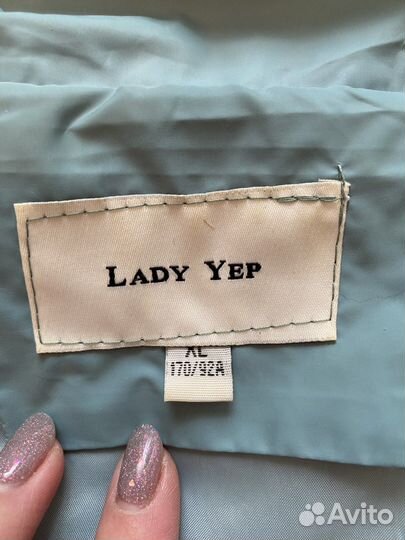 LADY YEP
XL
170/92A
Avito